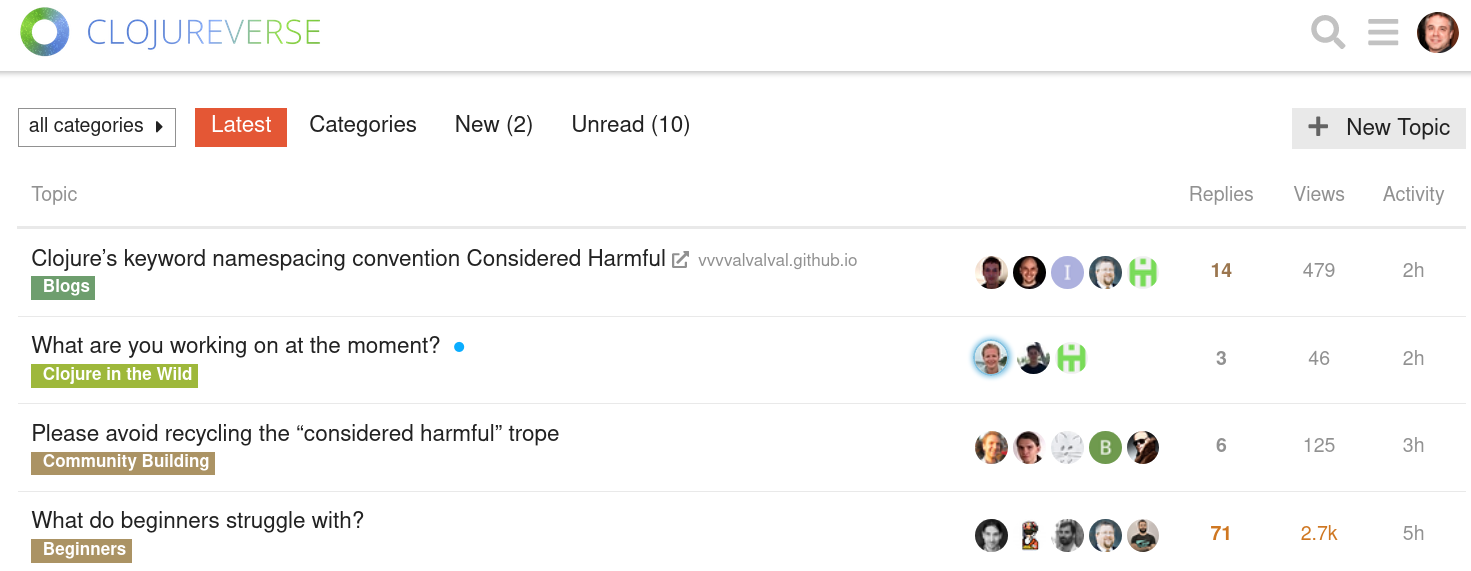 CLOJUREVERSE
all categories Latest Categories New (2) Unread (10) New Topic
Topic Replies Views Activity
Clojure’s keyword namespacing convention Considered Harmful vvvvalvalval.github.io
Blogs
I
14 479 2h
What are you working on at the moment?
Clojure in the Wild
3 46 2h
Please avoid recycling the “considered harmful” trope
Community Building
B
6 125 3h
What do beginners struggle with?
Beginners
71 2.7k 5h